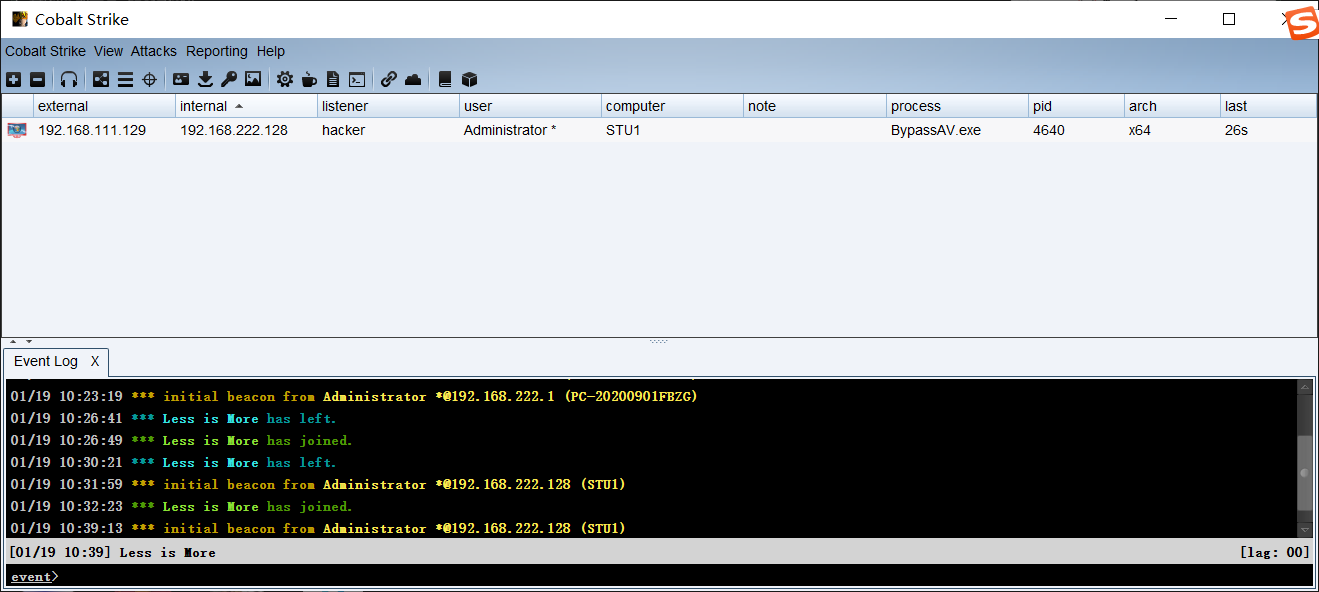 Cobalt Strike
S
Cobalt Strike View Attacks Reporting Help
external internal listener user computer note process pid arch last
192.168.111.129 192.168.222.128 hacker Administrator * STU1 BypassAV.exe 4640 x64 26s
Event Log X
01/19 10:23:19 *** initial beacon from Administrator *@192.168.222.1 (PC-20200901FBZG)
01/19 10:26:41 *** Less is More has left.
01/19 10:26:49 *** Less is More has joined.
01/19 10:30:21 *** Less is More has left.
01/19 10:31:59 *** initial beacon from Administrator *@192.168.222.128 (STU1)
01/19 10:32:23 *** Less is More has joined.
01/19 10:39:13 *** initial beacon from Administrator *@192.168.222.128 (STU1)
[01/19 10:39] Less is More [lag: 00]
event>